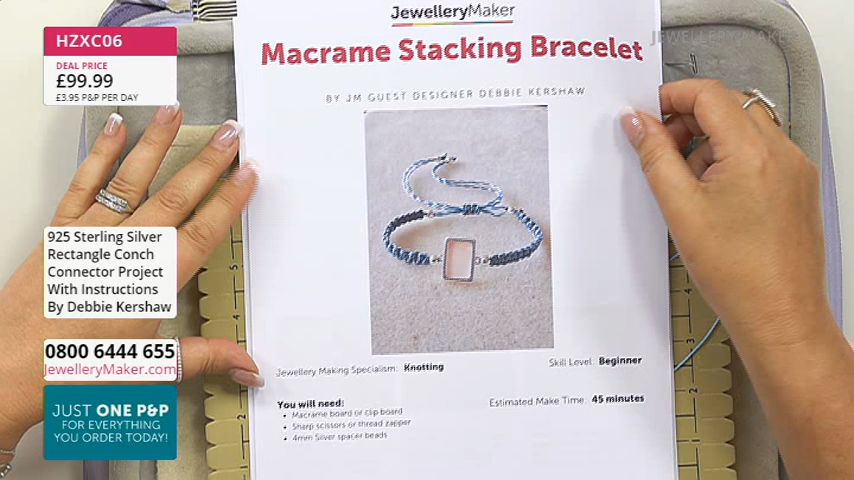 HZXC06
DEAL PRICE
£99.99
£3.95 P&P PER DAY
925 Sterling Silver
Rectangle Conch
Connector Project
With Instructions
By Debbie Kershaw
0800 6444 655
JewelleryMaker.com
JUST ONE P&P
FOR EVERYTHING
YOU ORDER TODAY!
JewelleryMaker
Macrame Stacking Bracelet
BY JM GUEST DESIGNER DEBBIE KERSHAW
Jewellery Making Specialism: Knotting
Skill Level: Beginner
You will need:
Estimated Make Time: 45 minutes
• Macrame board or clip board
• Sharp scissors or thread zapper
• 4mm Silver spacer beads
JEWELLERYMAKER